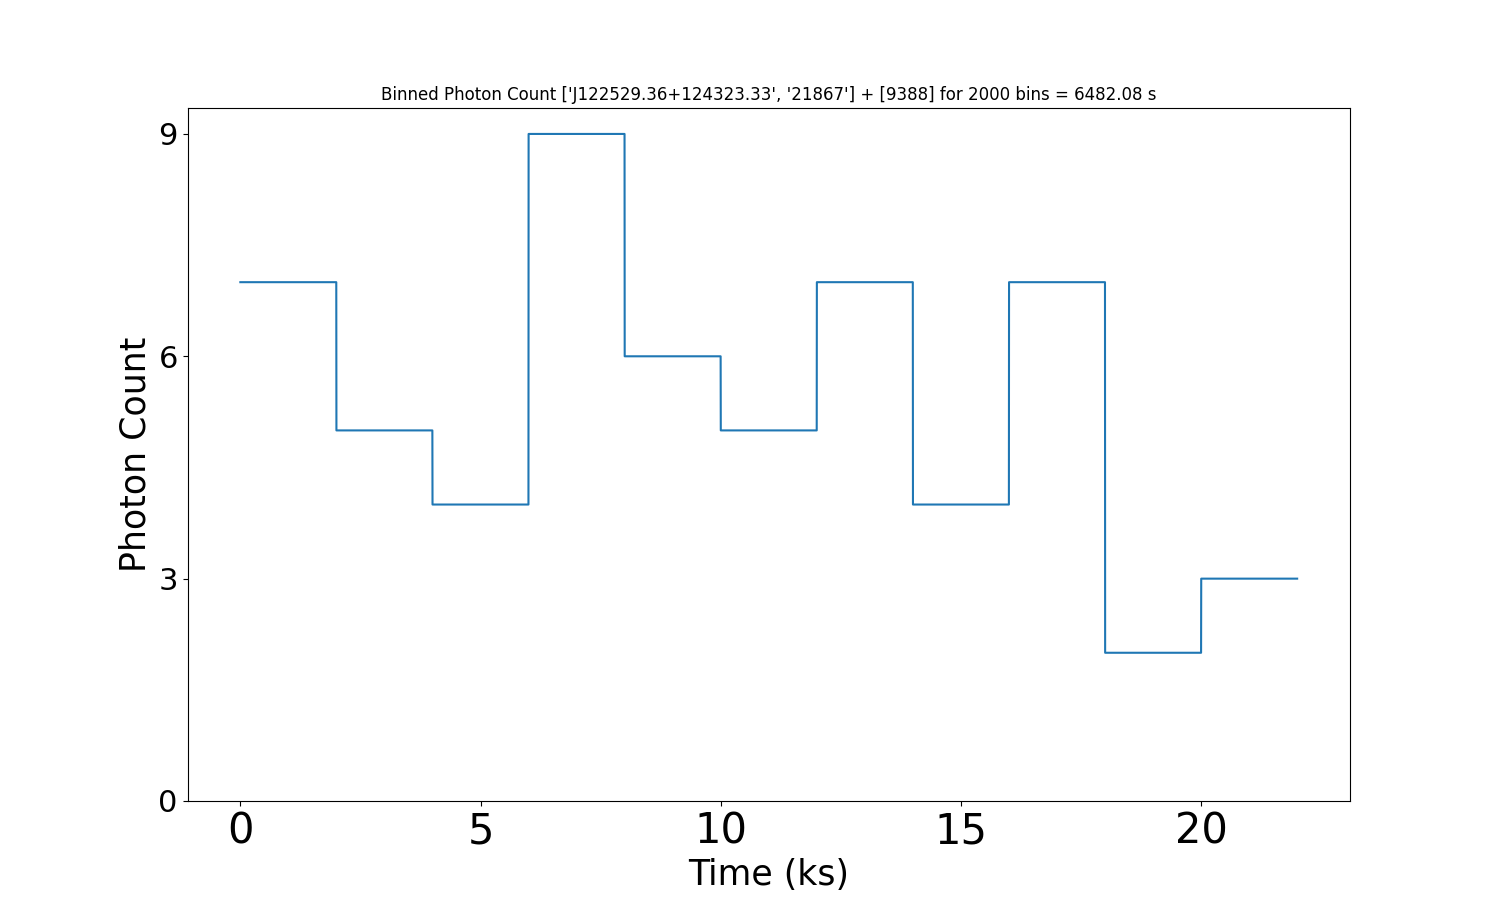 Binned Photon Count ['J122529.36+124323.33', '21867'] + [9388] for 2000 bins = 6482.08 s
Photon Count
9
6
3
0
0 5 10 15 20
Time (ks)